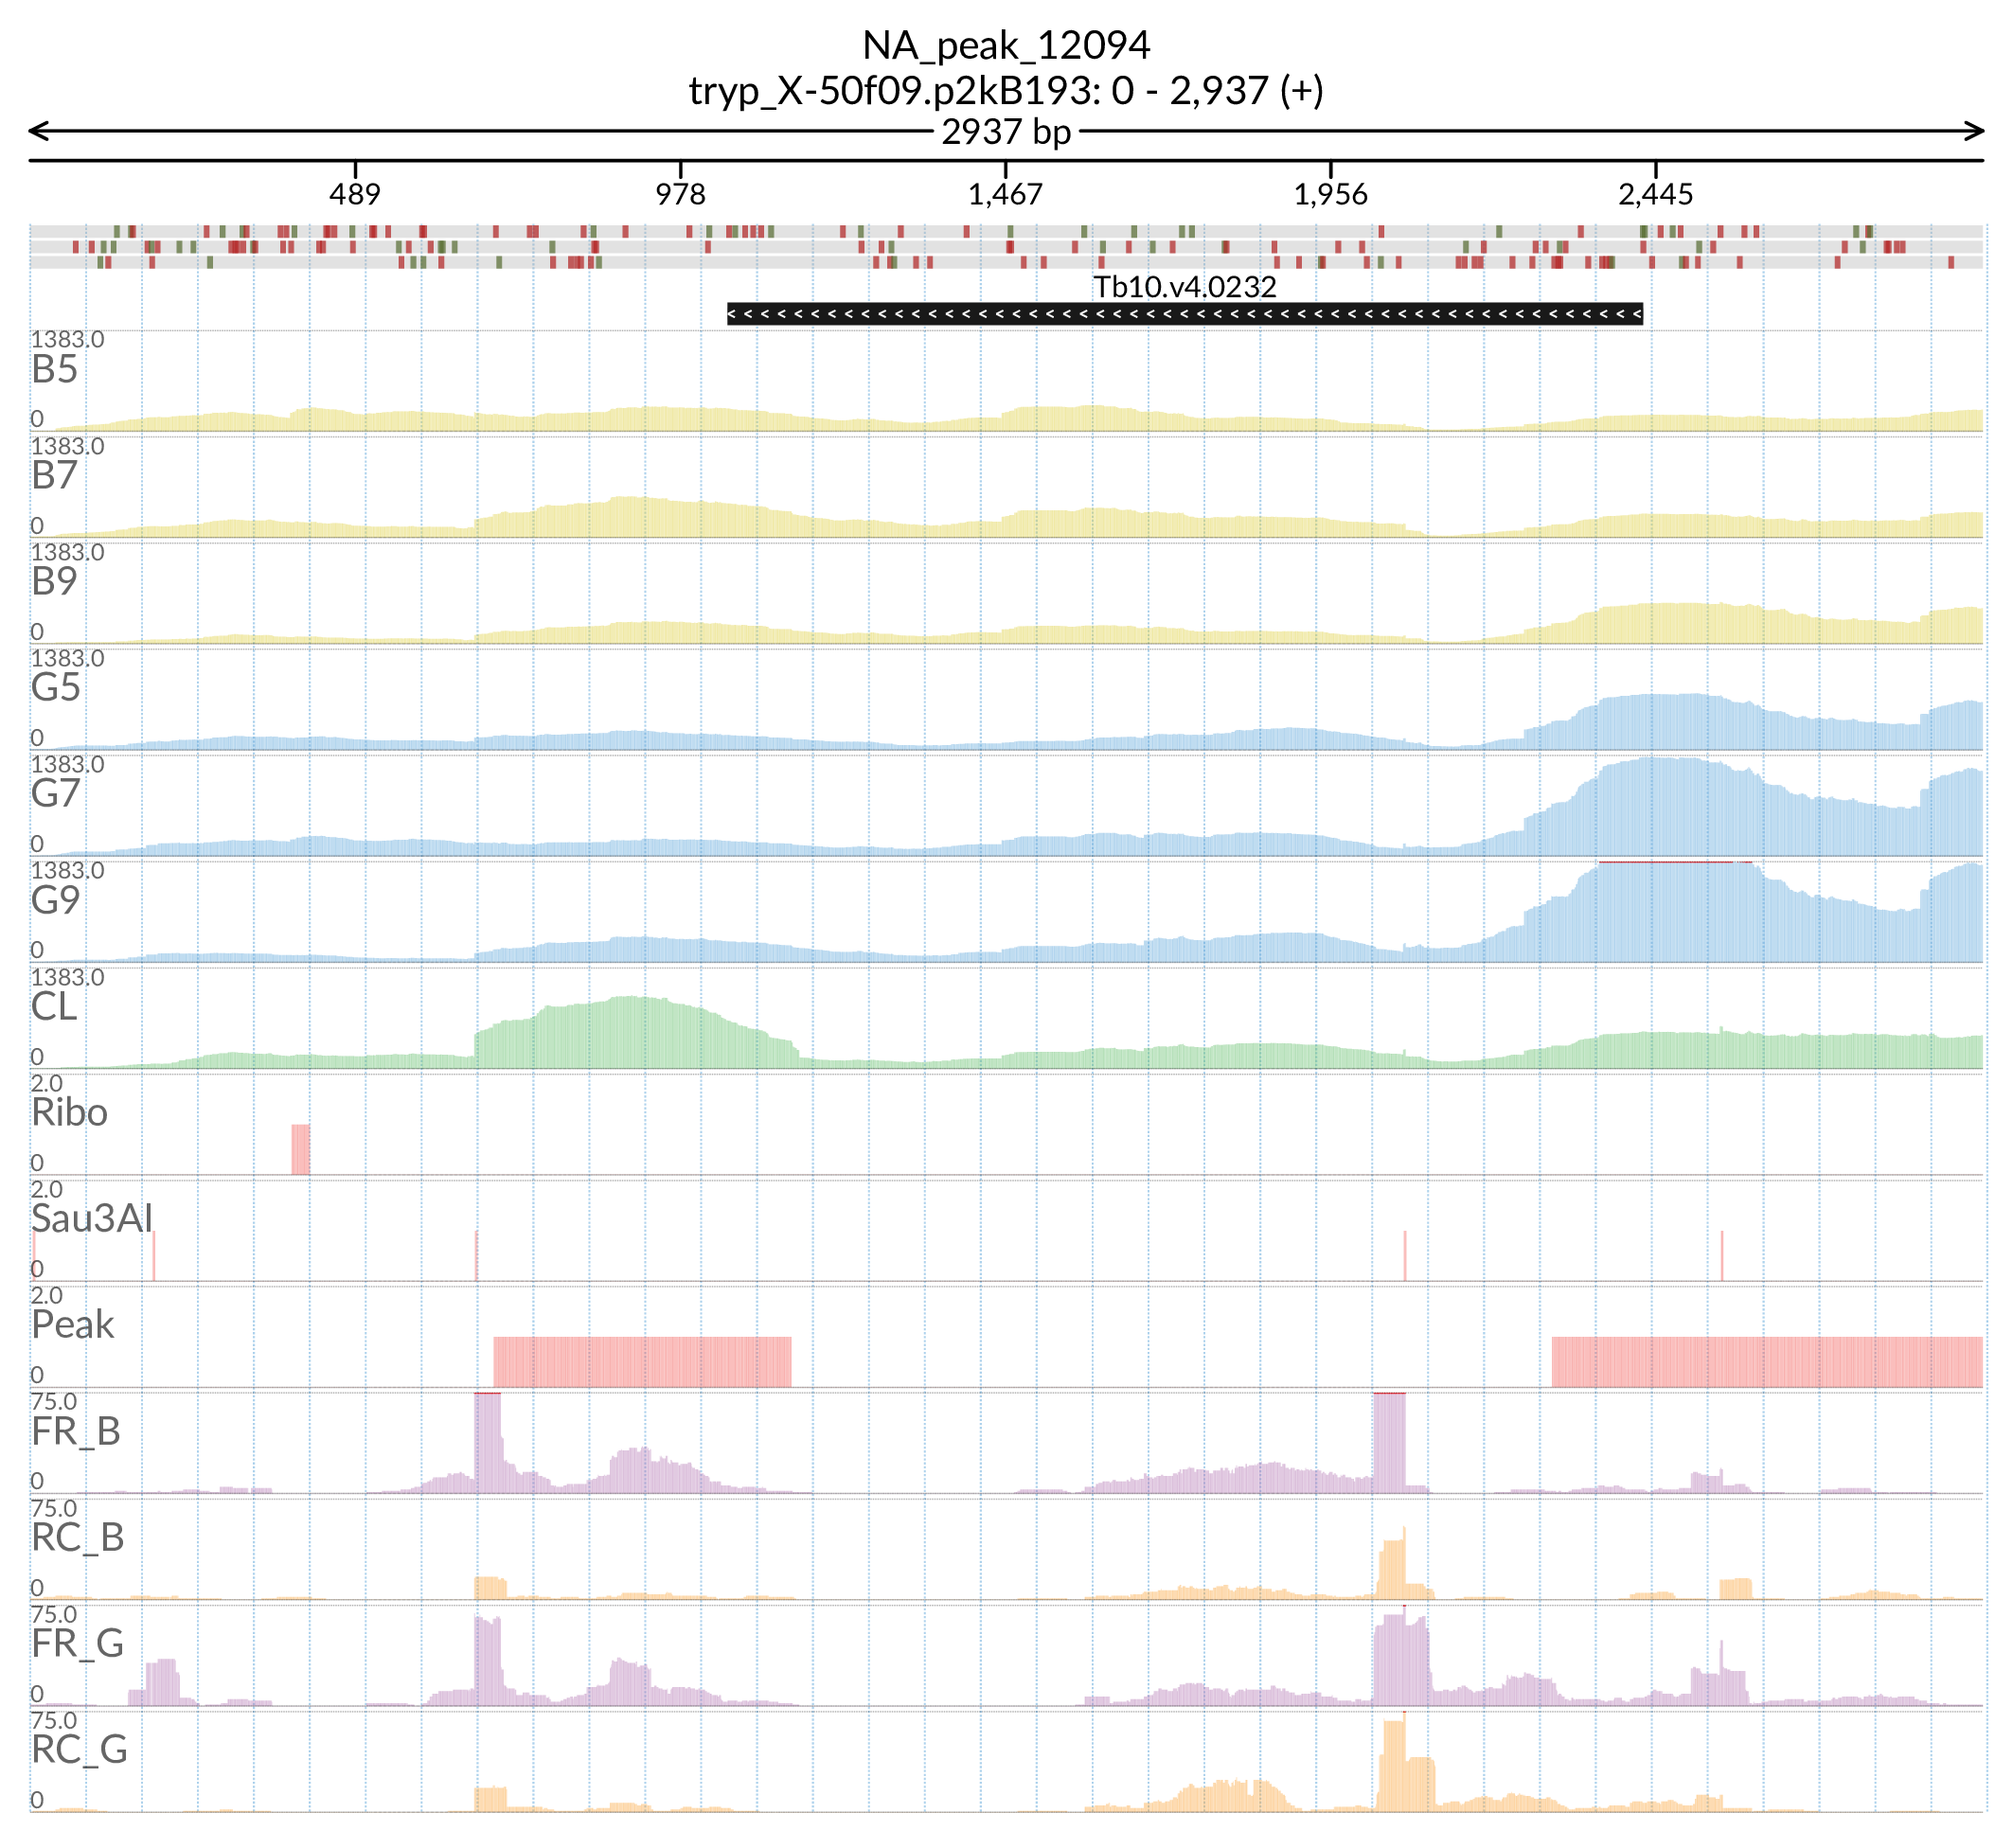 NA_peak_12094
tryp_X-50f09.p2kB193: 0 - 2,937 (+)
2937 bp
489 978 1,467 1,956 2,445
Tb10.v4.0232
1383.0
B5
0
1383.0
B7
0
1383.0
B9
0
1383.0
G5
0
1383.0
G7
0
1383.0
G9
0
1383.0
CL
0
2.0
Ribo
0
2.0
Sau3AI
0
2.0
Peak
0
75.0
FR_B
0
75.0
RC_B
0
75.0
FR_G
0
75.0
RC_G
0